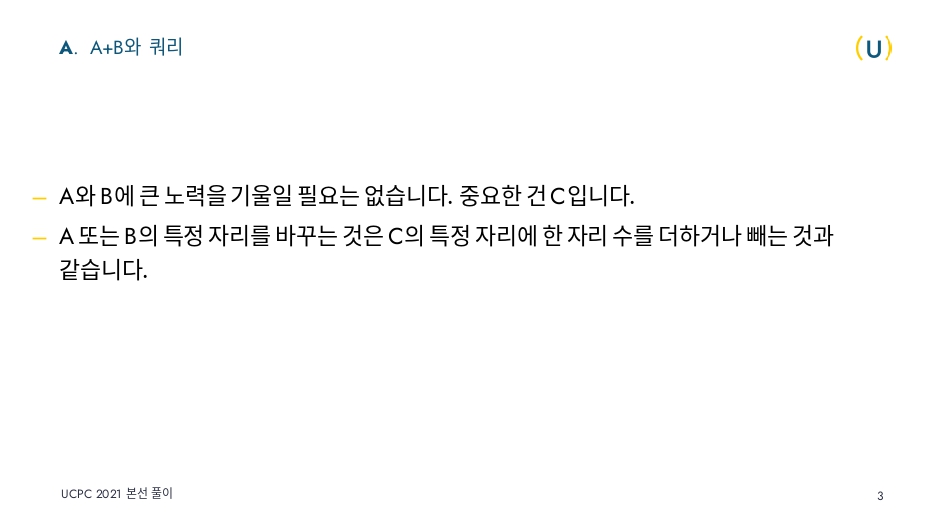 A. A+B와 쿼리
(U)
– A와 B에 큰 노력을 기울일 필요는 없습니다. 중요한 건 C입니다.
– A 또는 B의 특정 자리를 바꾸는 것은 C의 특정 자리에 한 자리 수를 더하거나 빼는 것과
같습니다.
UCPC 2021 본선 풀이
3